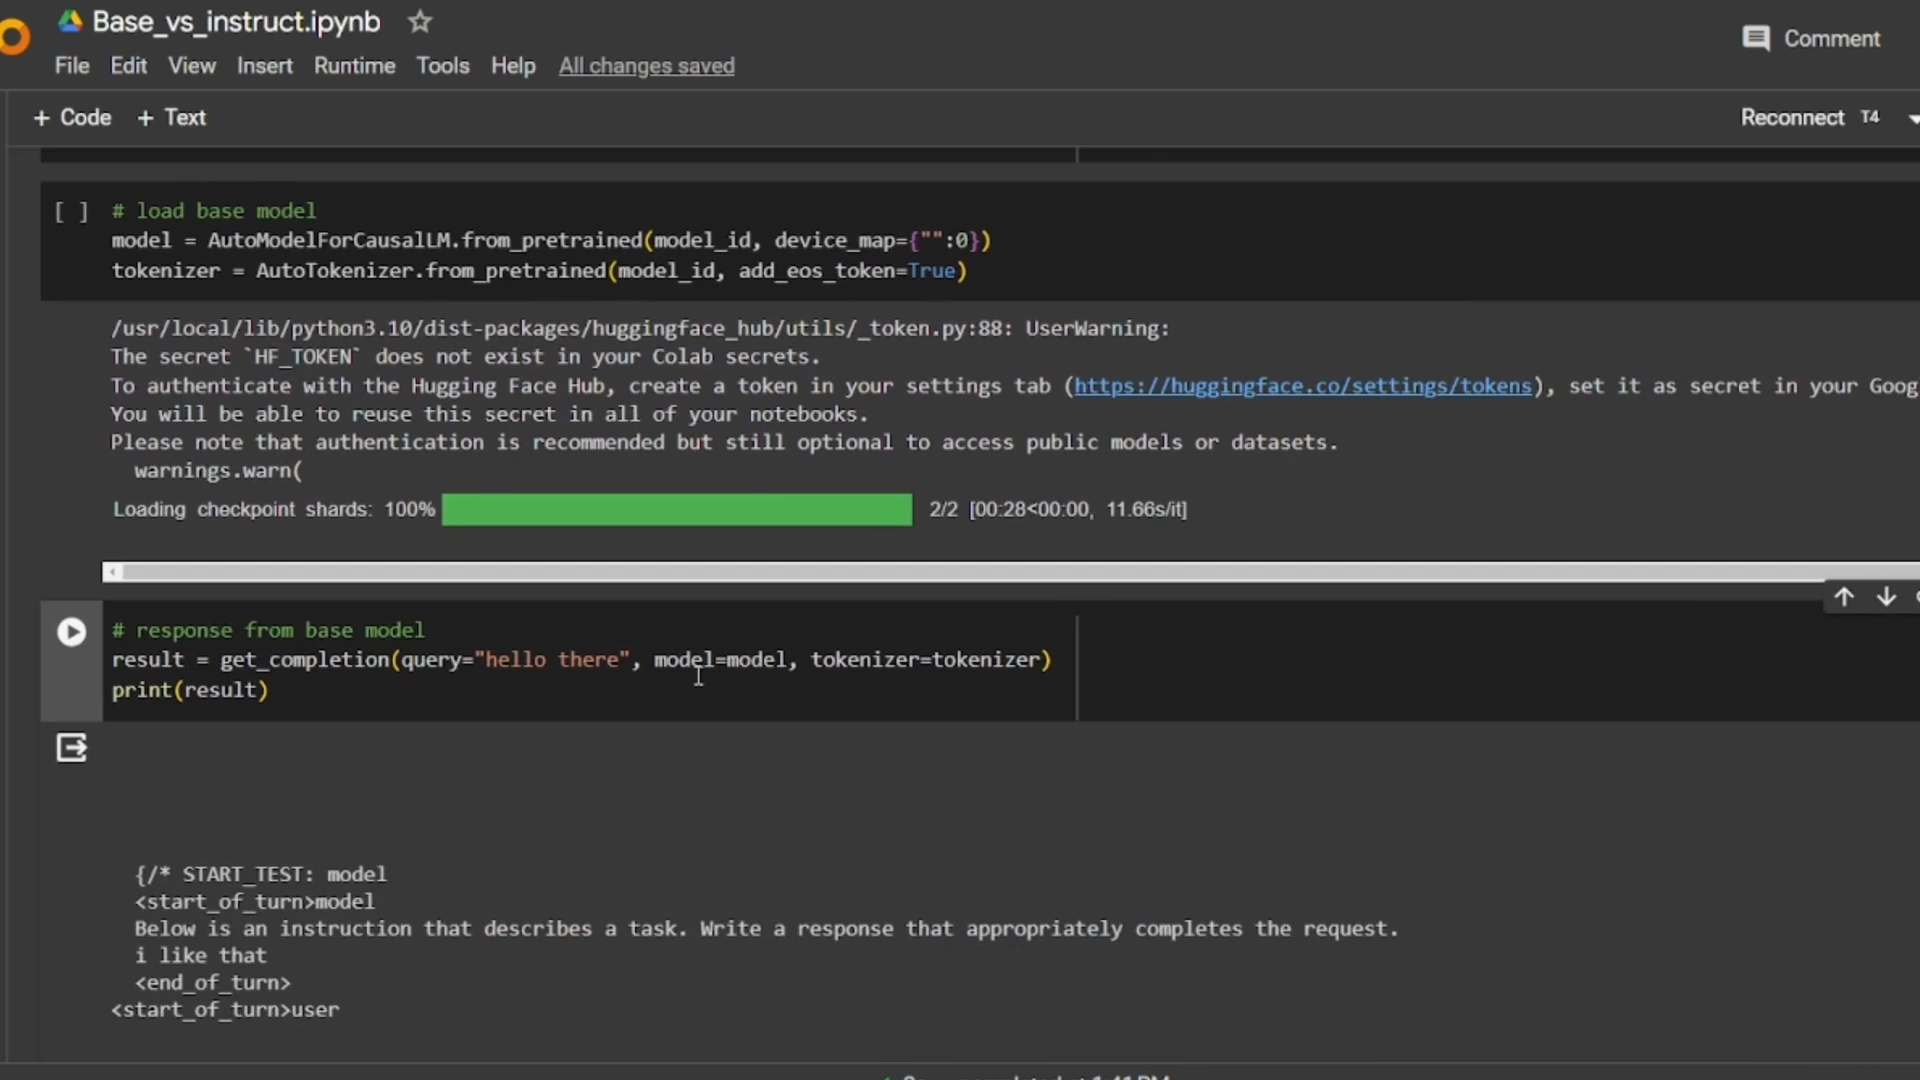 Base_vs_instruct.ipynb
Comment
File Edit View Insert Runtime Tools Help All changes saved
+ Code + Text
Reconnect T4
[ ] # load base model
model = AutoModelForCausalLM.from_pretrained(model_id, device_map={"":0})
tokenizer = AutoTokenizer.from_pretrained(model_id, add_eos_token=True)
/usr/local/lib/python3.10/dist-packages/huggingface_hub/utils/_token.py:88: UserWarning:
The secret `HF_TOKEN` does not exist in your Colab secrets.
To authenticate with the Hugging Face Hub, create a token in your settings tab (https://huggingface.co/settings/tokens), set it as secret in your Goog
You will be able to reuse this secret in all of your notebooks.
Please note that authentication is recommended but still optional to access public models or datasets.
warnings.warn(
Loading checkpoint shards: 100% 2/2 [00:28<00:00, 11.66s/it]
# response from base model
result = get_completion(query="hello there", model=model, tokenizer=tokenizer)
print(result)
{/* START_TEST: model
<start_of_turn>model
Below is an instruction that describes a task. Write a response that appropriately completes the request.
i like that
<end_of_turn>
<start_of_turn>user